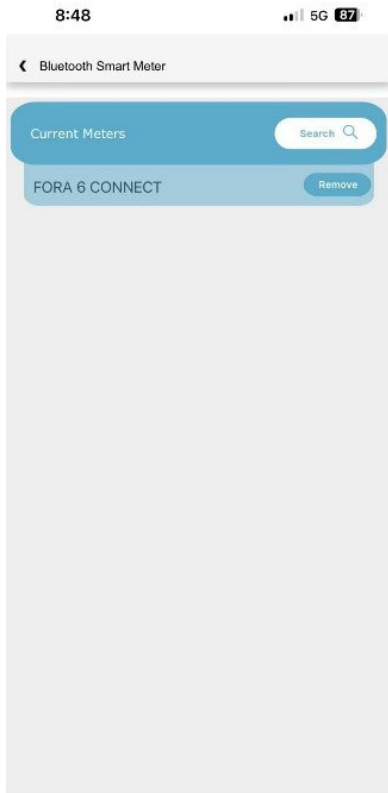 8:48 5G 87
Bluetooth Smart Meter
Current Meters Search
FORA 6 CONNECT Remove